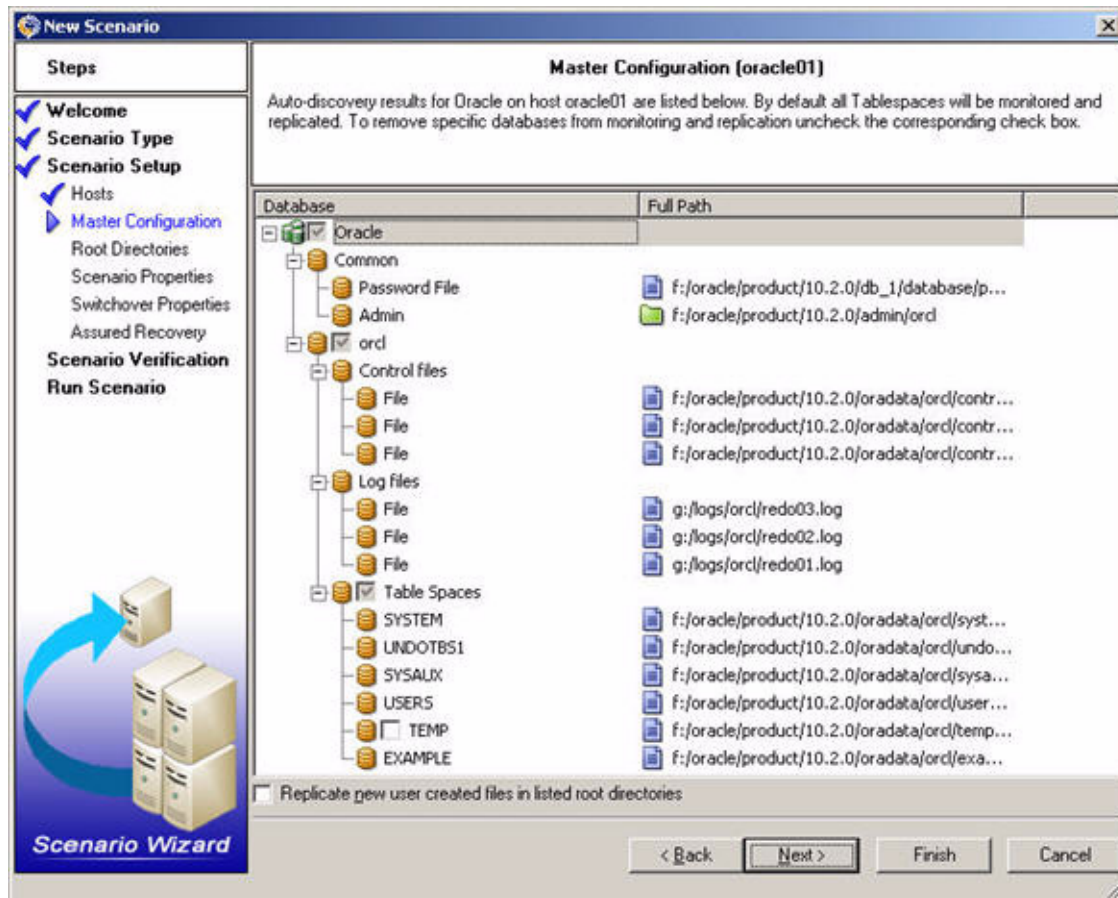 New Scenario
Steps
Welcome
Scenario Type
Scenario Setup
Hosts
Master Configuration
Root Directories
Scenario Properties
Switchover Properties
Assured Recovery
Scenario Verification
Run Scenario
Scenario Wizard
Master Configuration (oracle01)
Auto-discovery results for Oracle on host oracle01 are listed below. By default all Tablespaces will be monitored and
replicated. To remove specific databases from monitoring and replication uncheck the corresponding check box.
Database Full Path
Oracle
Common
Password File f:/oracle/product/10.2.0/db_1/database/p...
Admin f:/oracle/product/10.2.0/admin/orcl
orcl
Control files
File f:/oracle/product/10.2.0/oradata/orcl/contr...
File f:/oracle/product/10.2.0/oradata/orcl/contr...
File f:/oracle/product/10.2.0/oradata/orcl/contr...
Log files
File g:/logs/orcl/redo03.log
File g:/logs/orcl/redo02.log
File g:/logs/orcl/redo01.log
Table Spaces
SYSTEM f:/oracle/product/10.2.0/oradata/orcl/syst...
UNDOTBS1 f:/oracle/product/10.2.0/oradata/orcl/undo...
SYSAUX f:/oracle/product/10.2.0/oradata/orcl/sysa...
USERS f:/oracle/product/10.2.0/oradata/orcl/user...
TEMP f:/oracle/product/10.2.0/oradata/orcl/temp...
EXAMPLE f:/oracle/product/10.2.0/oradata/orcl/exa...
Replicate new user created files in listed root directories
< Back Next > Finish Cancel